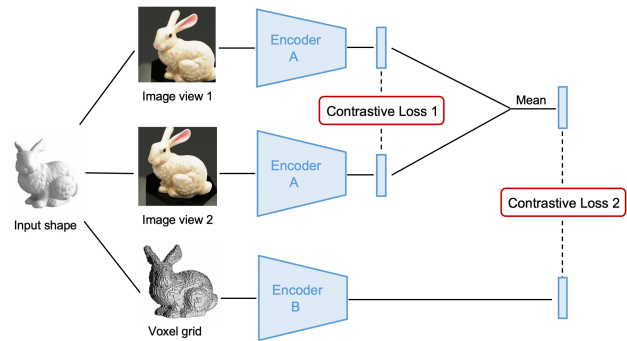 Image view 1
Encoder
A
Contrastive Loss 1
Mean
Input shape
Image view 2
Encoder
A
Contrastive Loss 2
Voxel grid
Encoder
B